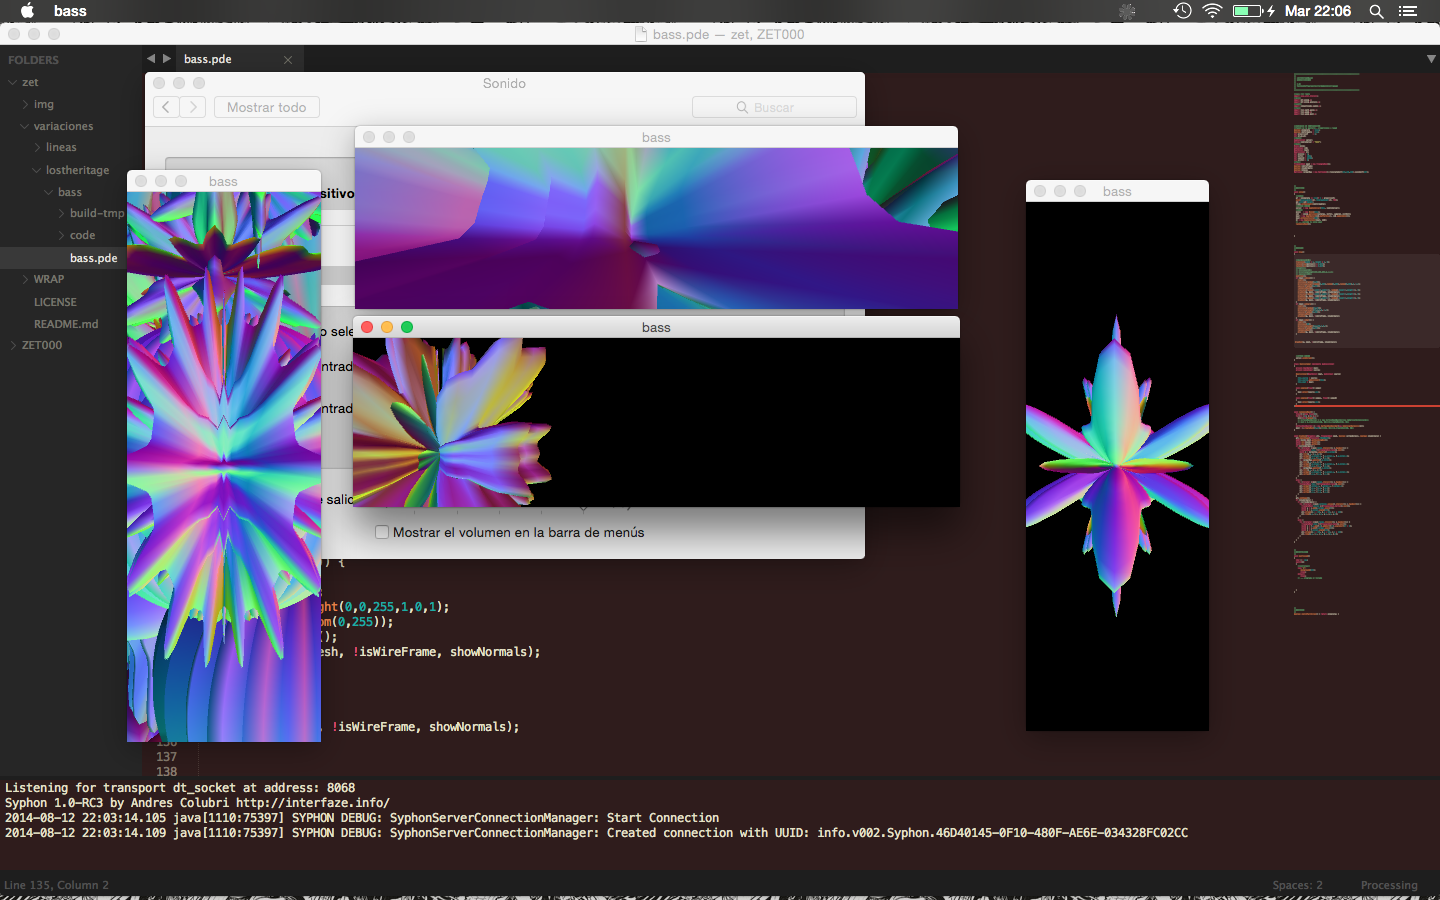 bass
Mar 22:06
bass.pde — zet, ZET000
FOLDERS
zet
img
variaciones
lineas
lostheritage
bass
build-tmp
code
bass.pde
WRAP
LICENSE
README.md
ZET000
bass.pde
Sonido
Mostrar todo
Buscar
bass
bass
sitivo
bass
bass
o sele
ntrad
ntrad
e salid
Mostrar el volumen en la barra de menús
) {
ght(0,0,255,1,0,1);
om(0,255));
();
esh, !isWireFrame, showNormals);
!isWireFrame, showNormals);
136
137
138
Listening for transport dt_socket at address: 8068
Syphon 1.0-RC3 by Andres Colubri http://interfaze.info/
2014-08-12 22:03:14.105 java[1110:75397] SYPHON DEBUG: SyphonServerConnectionManager: Start Connection
2014-08-12 22:03:14.109 java[1110:75397] SYPHON DEBUG: SyphonServerConnectionManager: Created connection with UUID: info.v002.Syphon.46D40145-0F10-480F-AE6E-034328FC02CC
Line 135, Column 2
Spaces: 2
Processing